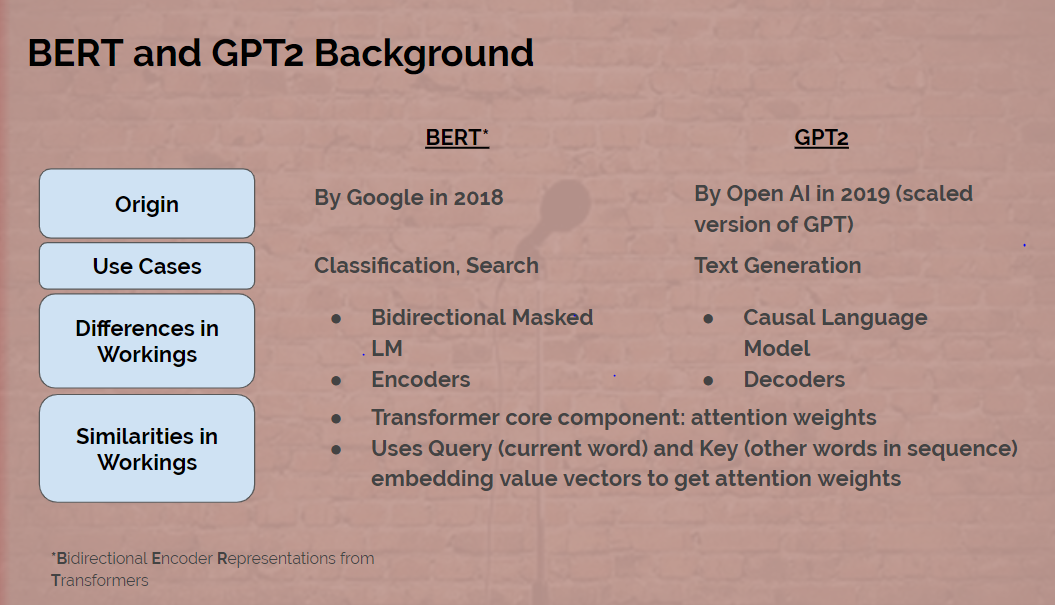 BERT and GPT2 Background
BERT*
GPT2
Origin
By Google in 2018
By Open AI in 2019 (scaled
version of GPT)
Use Cases
Classification, Search
Text Generation
Differences in
Workings
● Bidirectional Masked
LM
● Encoders
● Causal Language
Model
● Decoders
Similarities in
Workings
● Transformer core component: attention weights
● Uses Query (current word) and Key (other words in sequence)
embedding value vectors to get attention weights
*Bidirectional Encoder Representations from
Transformers